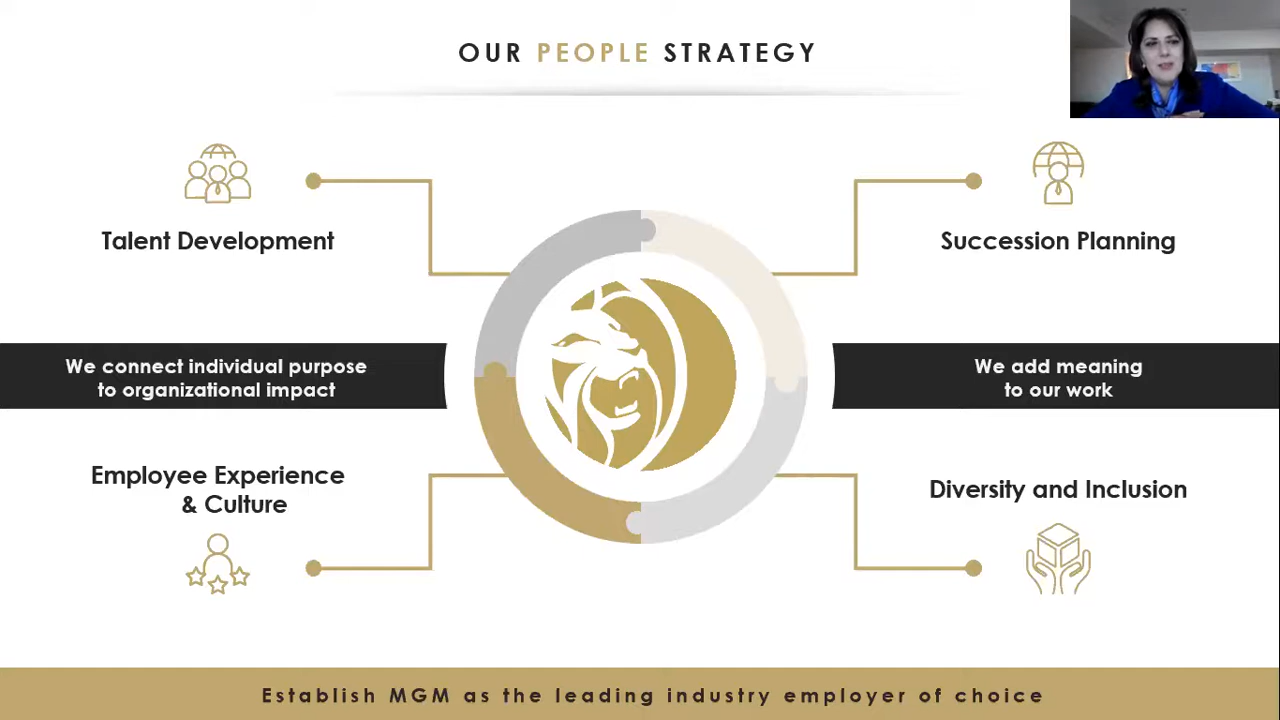 OUR PEOPLE STRATEGY
Talent Development
Succession Planning
We connect individual purpose
to organizational impact
We add meaning
to our work
Employee Experience
& Culture
Diversity and Inclusion
Establish MGM as the leading industry employer of choice